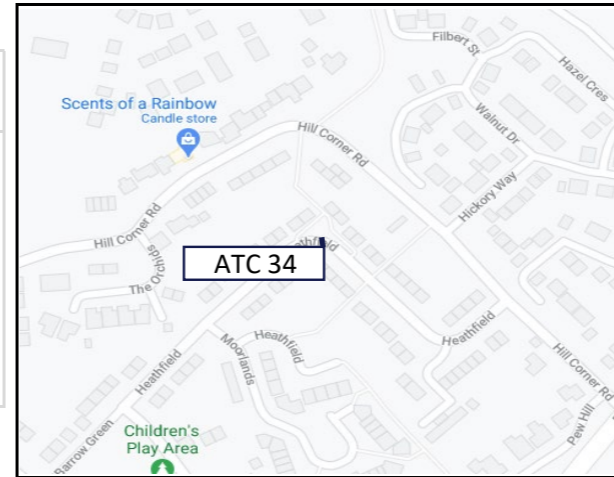 Filbert St
Hazel Cres
Scents of a Rainbow
Candle store
Walnut Dr
Hill Corner Rd
Hickory Way
Hill Corner Rd
The Orchids
ATC 34
Heathfield
Moorlands
Heathfield
Heathfield
Hill Corner Rd
Pew Hill
Barrow Green
Children's
Play Area